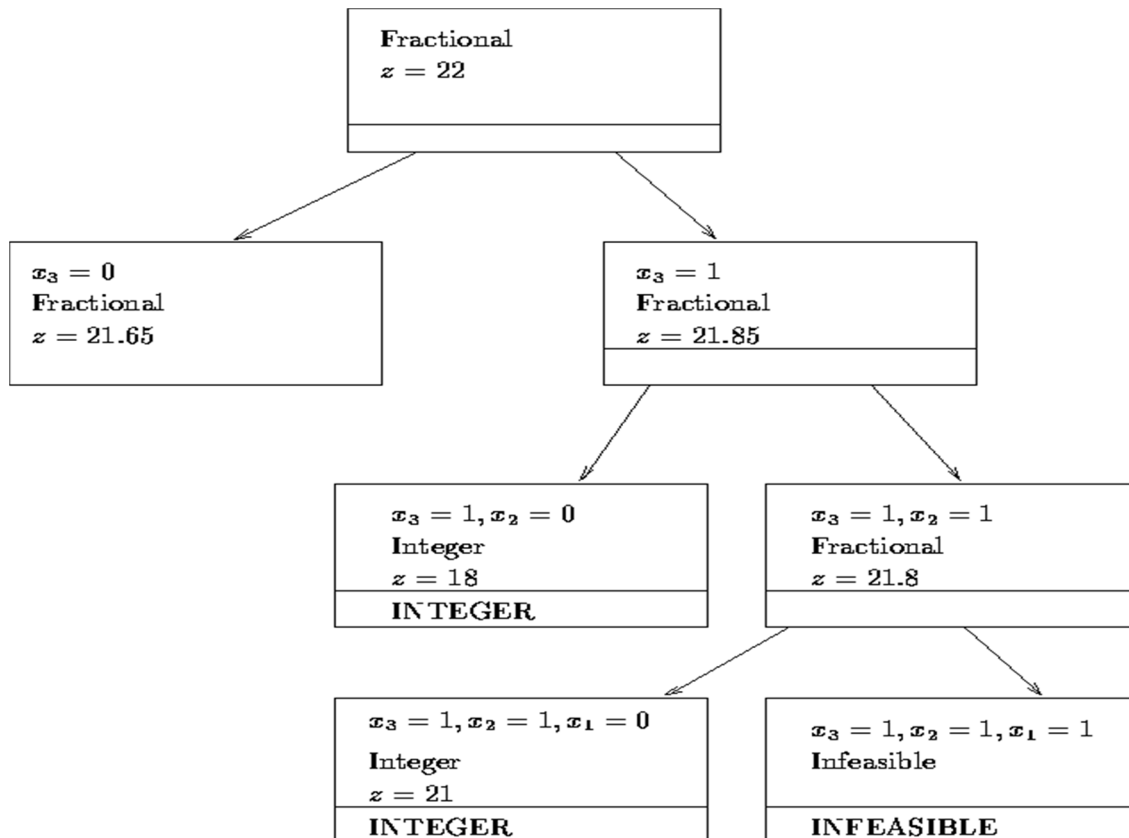 Fractional
z = 22
x₃ = 0
Fractional
z = 21.65
x₃ = 1
Fractional
z = 21.85
x₃ = 1, x₂ = 0
Integer
z = 18
INTEGER
x₃ = 1, x₂ = 1
Fractional
z = 21.8
x₃ = 1, x₂ = 1, x₁ = 0
Integer
z = 21
INTEGER
x₃ = 1, x₂ = 1, x₁ = 1
Infeasible
INFEASIBLE